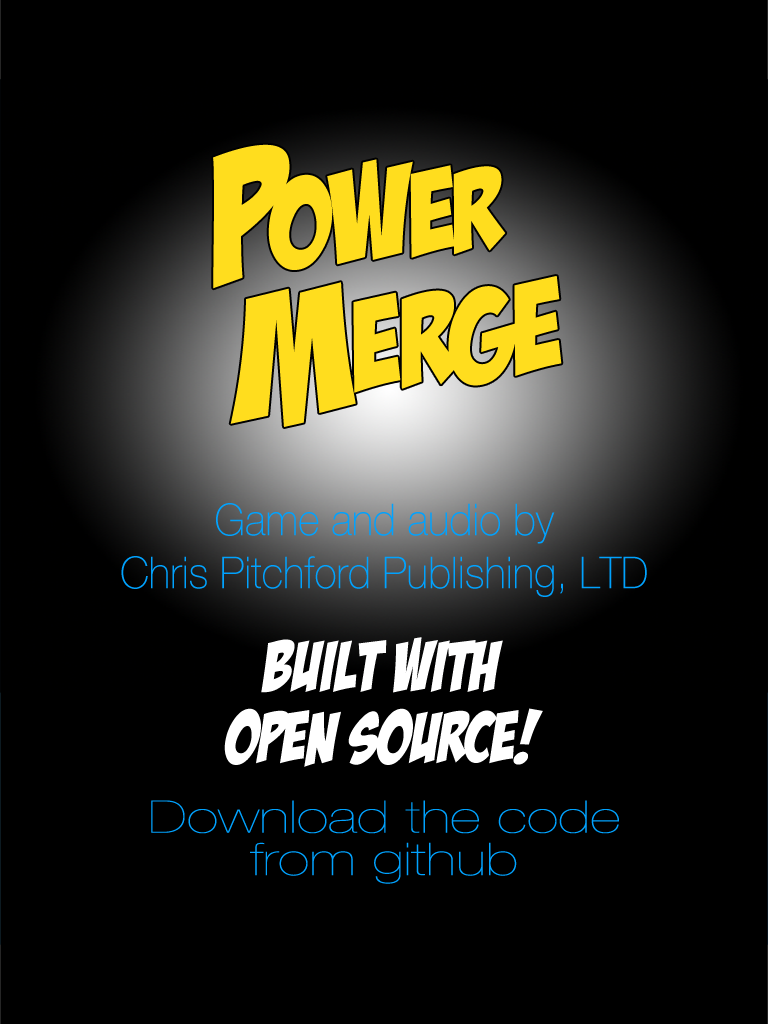 POWER
MERGE
Game and audio by
Chris Pitchford Publishing, LTD
BUILT WITH
OPEN SOURCE!
Download the code
from github